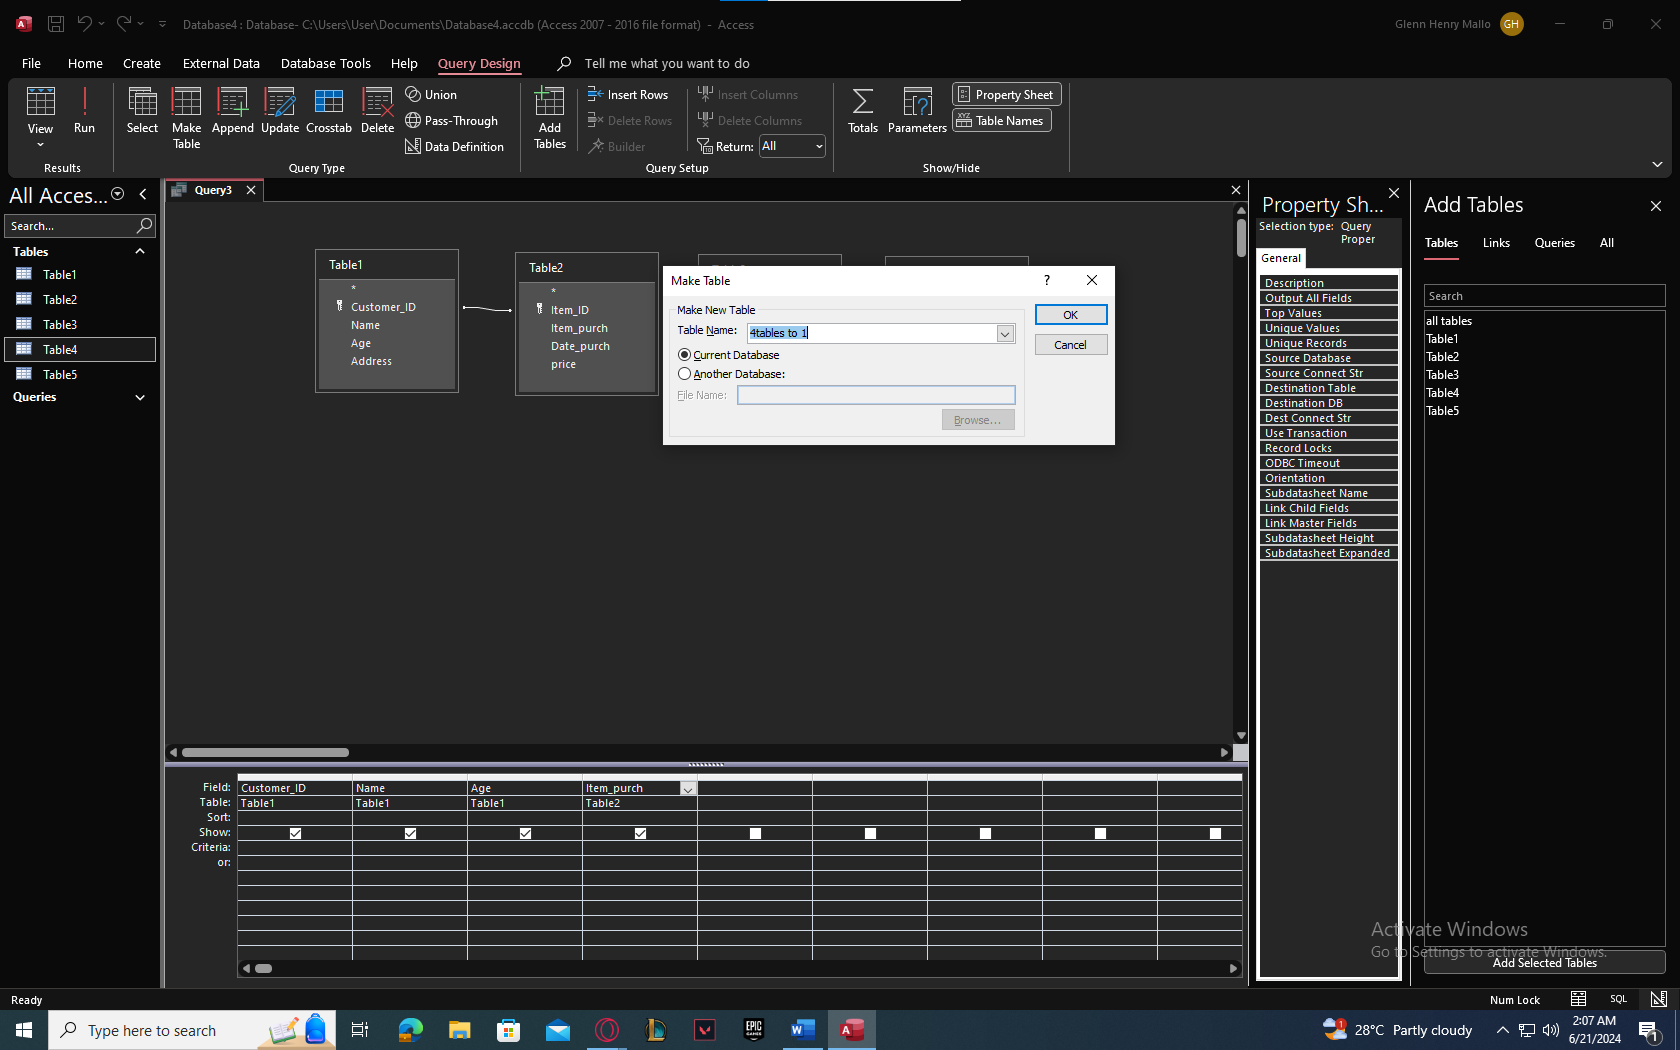 Database4 : Database- C:\Users\User\Documents\Database4.accdb (Access 2007 - 2016 file format) - Access
Glenn Henry Mallo
GH
File
Home
Create
External Data
Database Tools
Help
Query Design
Tell me what you want to do
View
Run
Results
Select
Make Table
Append
Update
Crosstab
Delete
Union
Pass-Through
Data Definition
Query Type
Add Tables
Insert Rows
Delete Rows
Builder
Insert Columns
Delete Columns
Return: All
Query Setup
Totals
Parameters
Property Sheet
Table Names
Show/Hide
All Acces...
Search...
Tables
Table1
Table2
Table3
Table4
Table5
Queries
Query3
Table1
*
Customer_ID
Name
Age
Address
Table2
*
Item_ID
Item_purch
Date_purch
price
Make Table
?
Make New Table
Table Name: 4tables to 1
Current Database
Another Database:
File Name:
Browse...
OK
Cancel
Field: Customer_ID Name Age Item_purch
Table: Table1 Table1 Table1 Table2
Sort:
Show:
Criteria:
or:
Property Sh...
Selection type: Query
Proper
General
Description
Output All Fields
Top Values
Unique Values
Unique Records
Source Database
Source Connect Str
Destination Table
Destination DB
Dest Connect Str
Use Transaction
Record Locks
ODBC Timeout
Orientation
Subdatasheet Name
Link Child Fields
Link Master Fields
Subdatasheet Height
Subdatasheet Expanded
Add Tables
Tables
Links
Queries
All
Search
all tables
Table1
Table2
Table3
Table4
Table5
Activate Windows
Go to Settings to activate Windows.
Add Selected Tables
Ready
Num Lock
SQL
Type here to search
EPIC
GAMES
1
28°C Partly cloudy
2:07 AM
6/21/2024
1